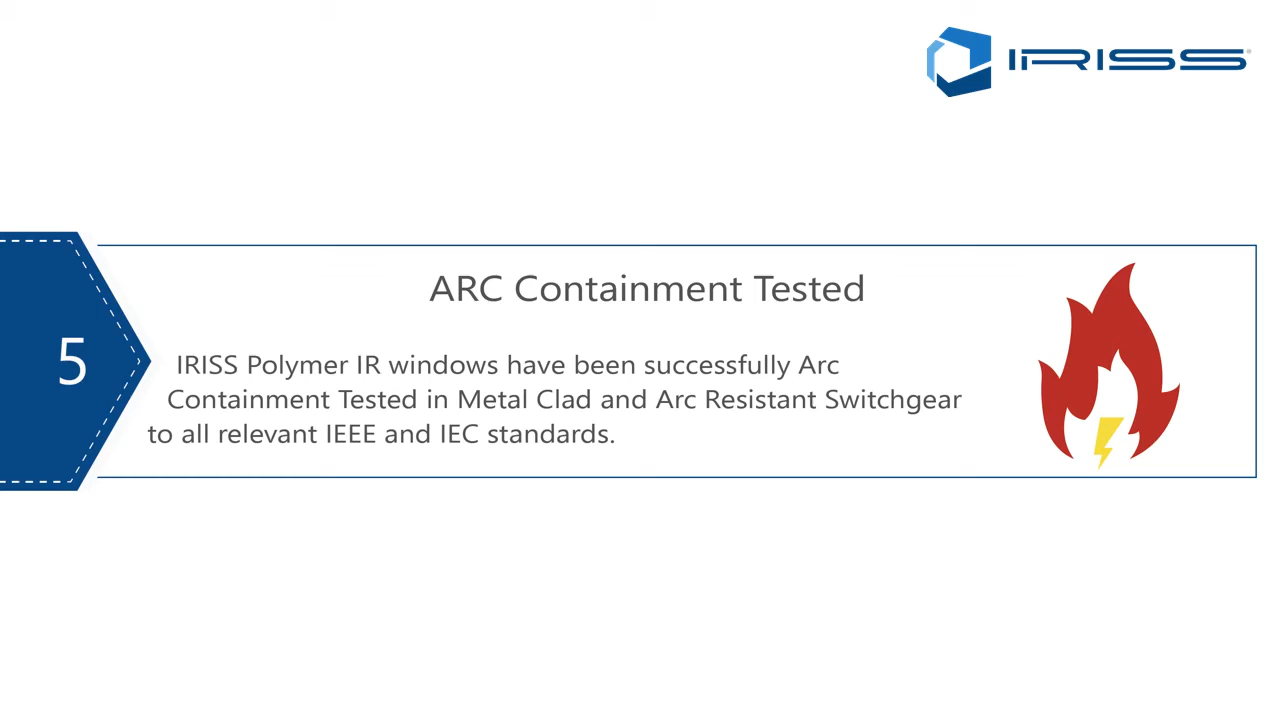 IRISS®
5
ARC Containment Tested
IRISS Polymer IR windows have been successfully Arc
Containment Tested in Metal Clad and Arc Resistant Switchgear
to all relevant IEEE and IEC standards.